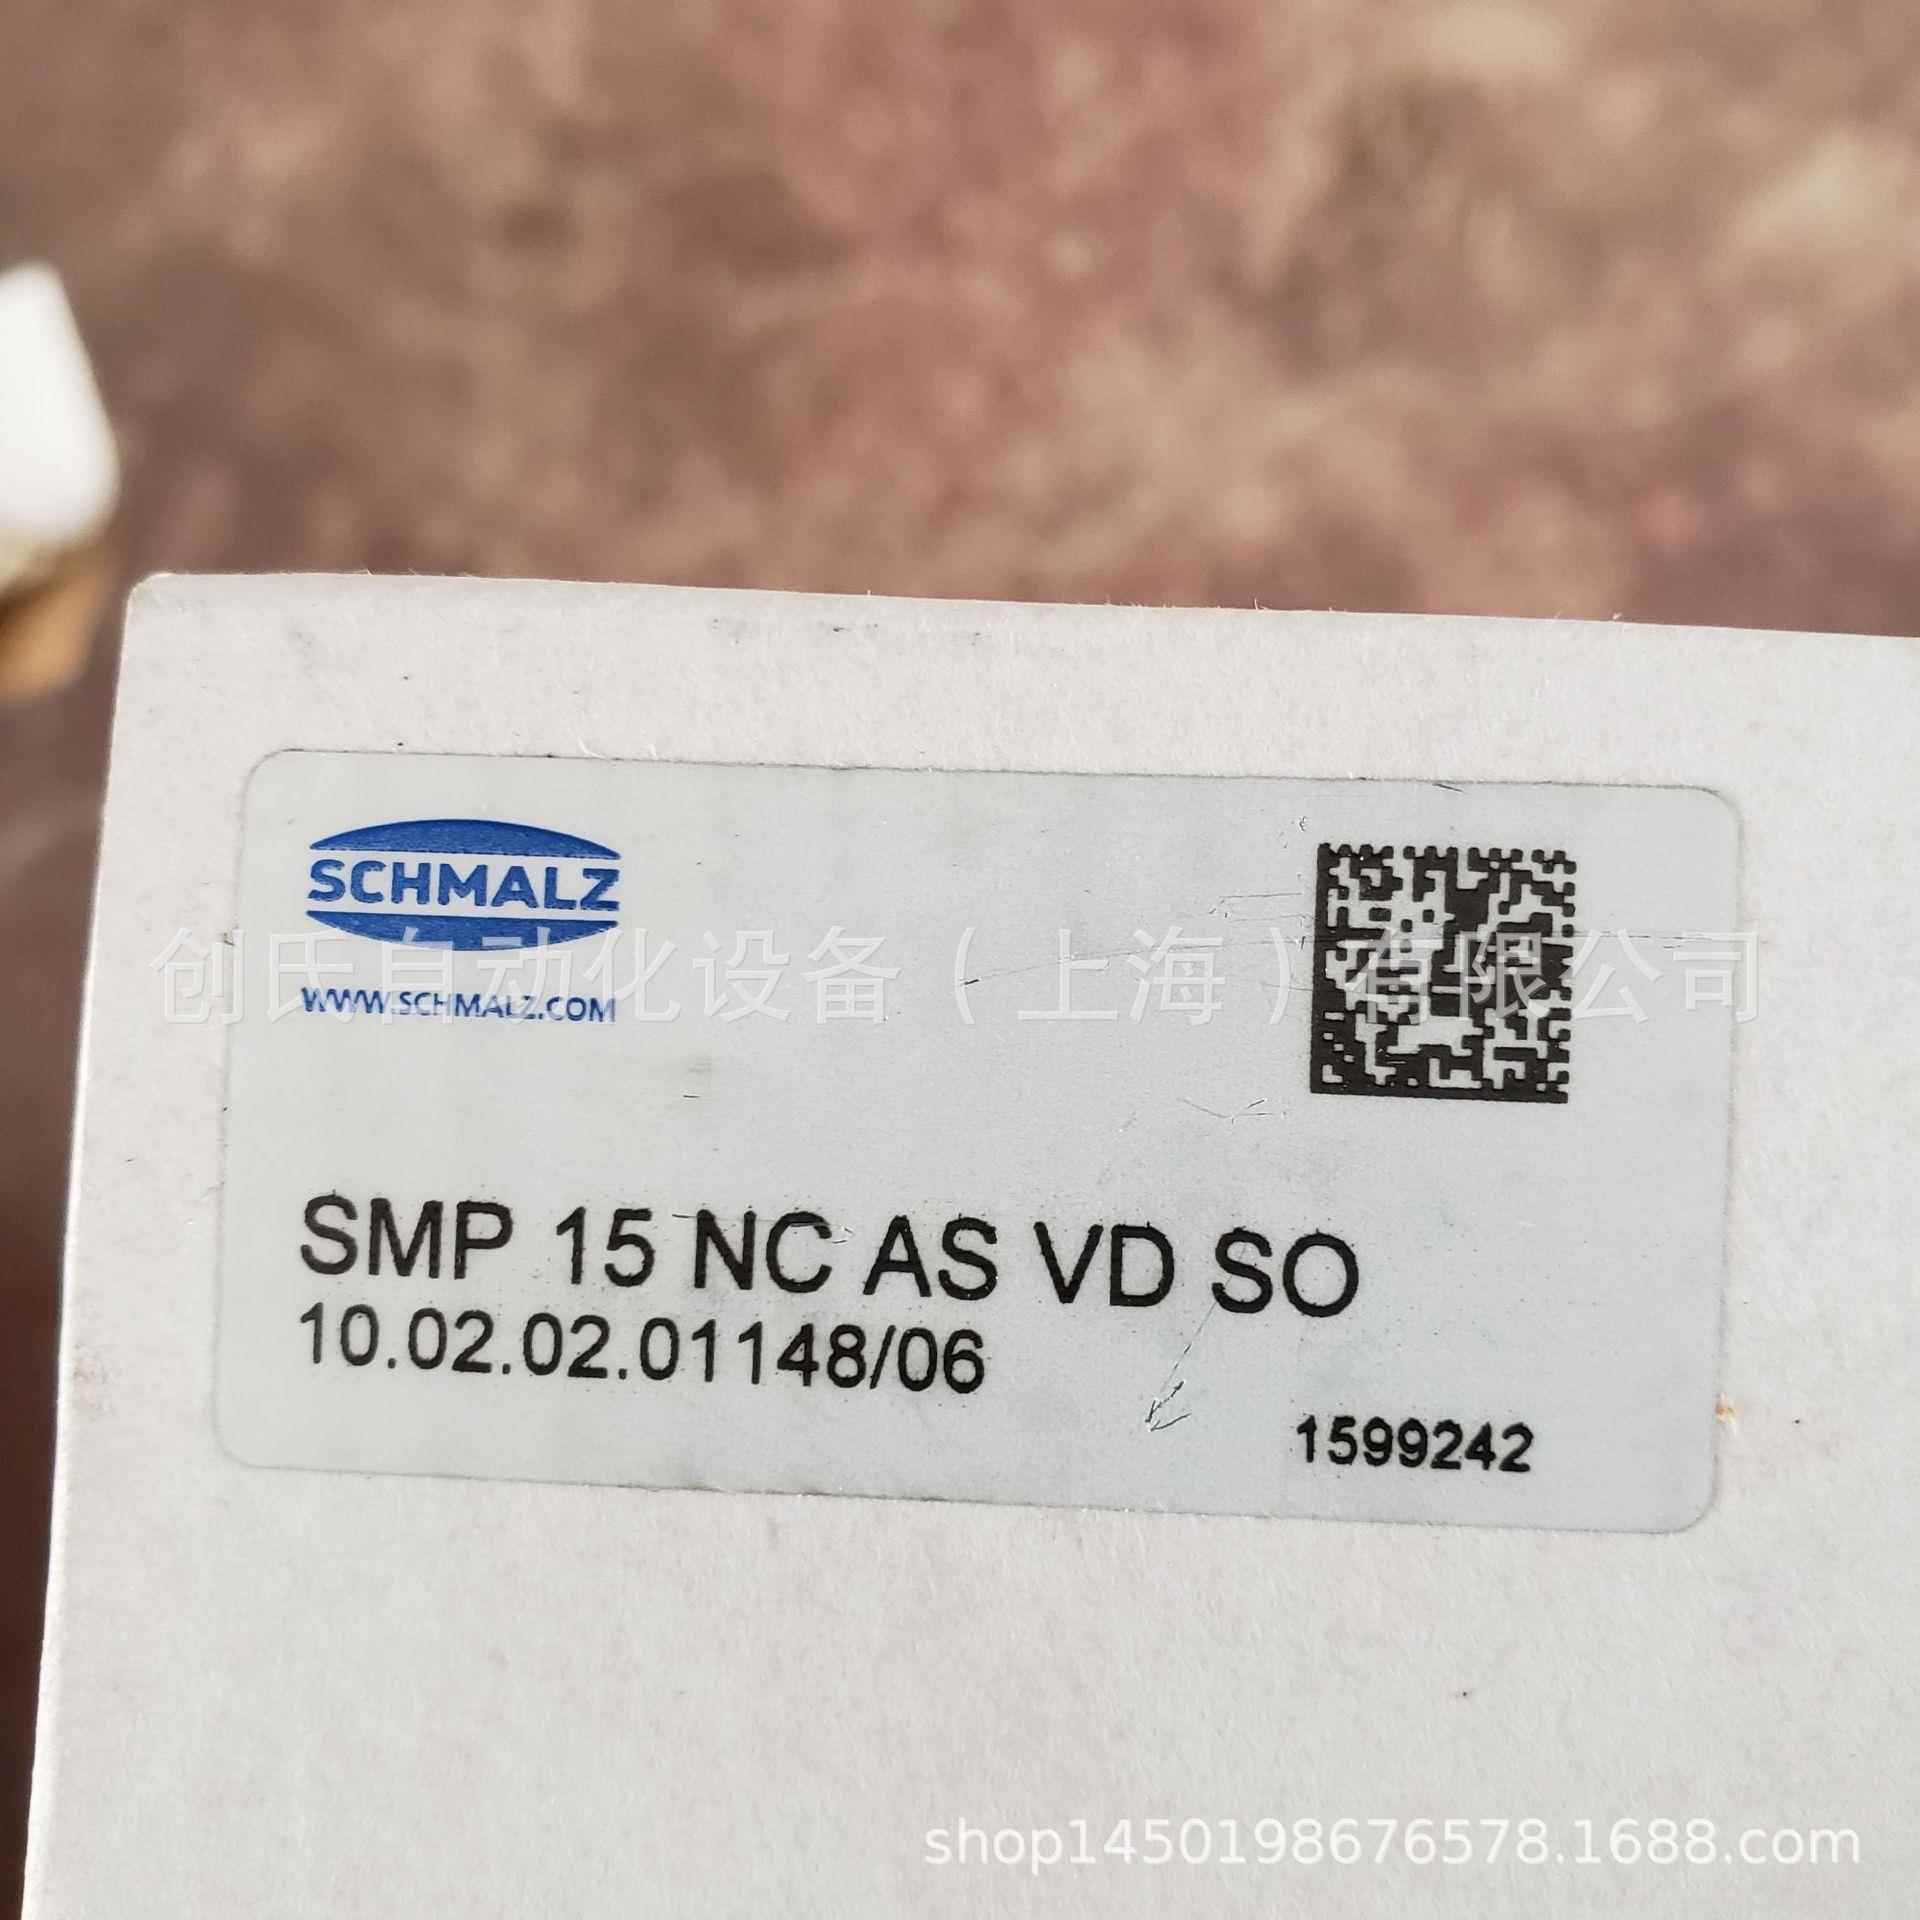 SCHMALZ
创氏自动化设备（上海）有限公司
WWW.SCHMALZ.COM
SMP 15 NC AS VD SO
10.02.02.01148/06
1599242
shop1450198676578.1688.com